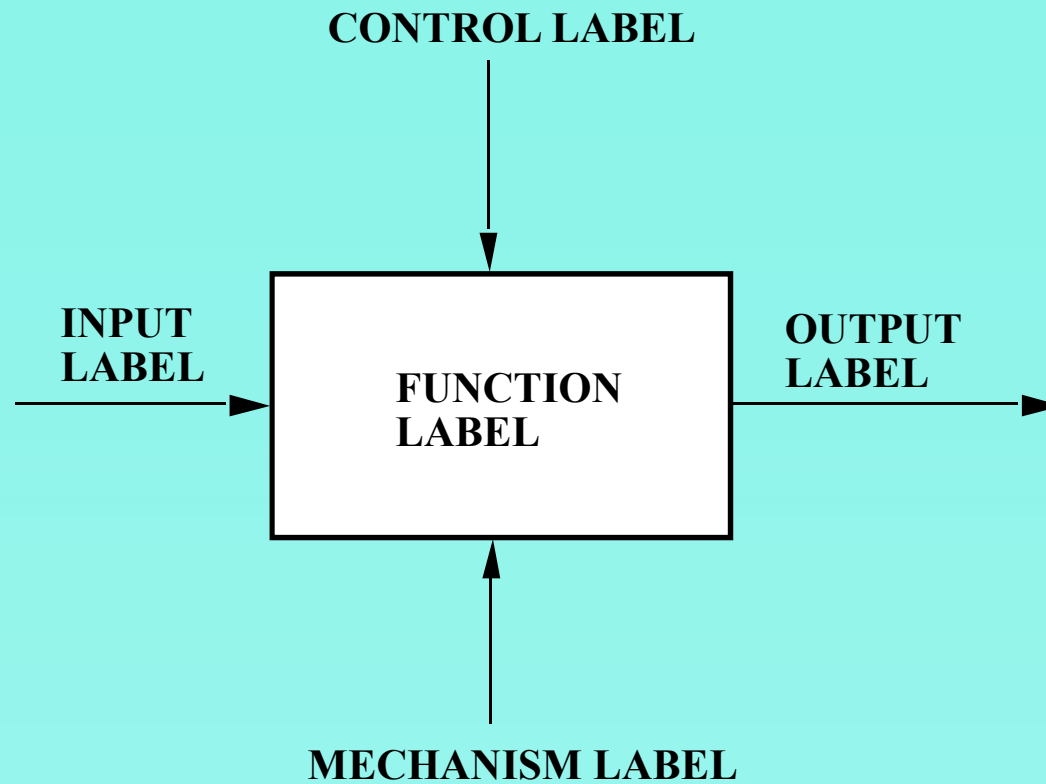 CONTROL LABEL
INPUT
LABEL
FUNCTION
LABEL
OUTPUT
LABEL
MECHANISM LABEL